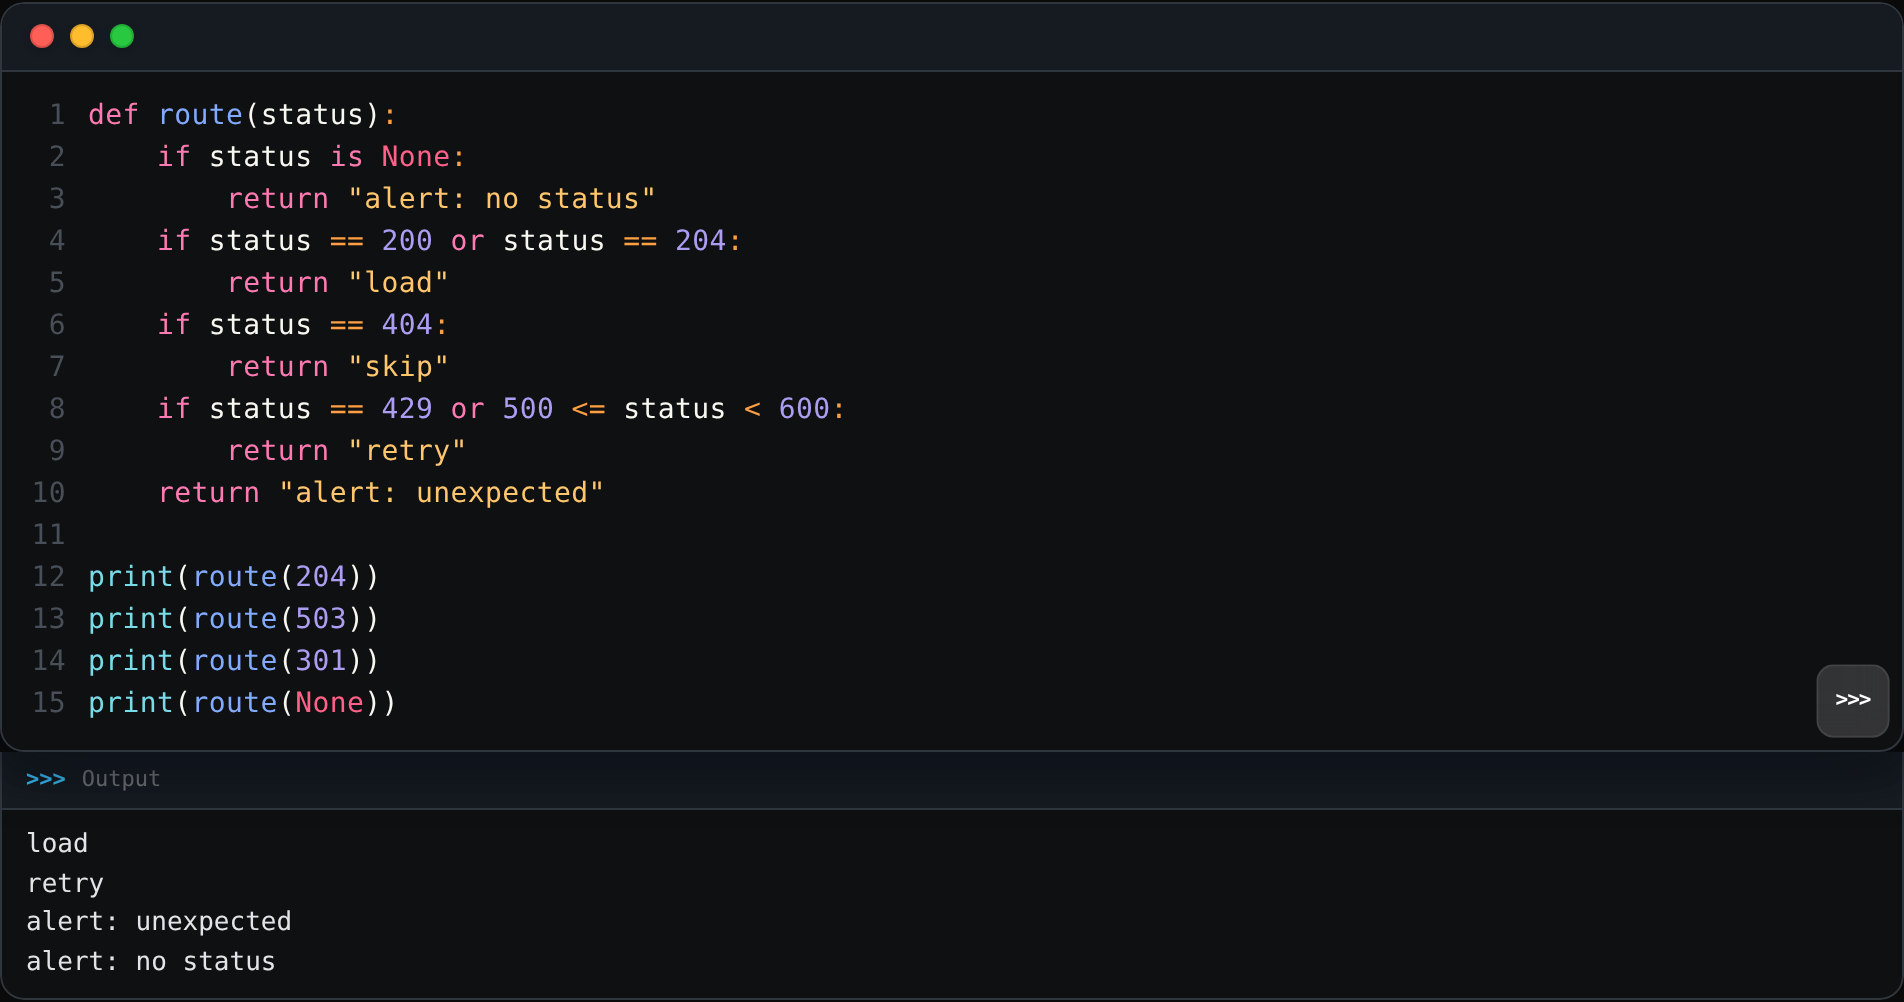 1 def route(status):
2     if status is None:
3         return "alert: no status"
4     if status == 200 or status == 204:
5         return "load"
6     if status == 404:
7         return "skip"
8     if status == 429 or 500 <= status < 600:
9         return "retry"
10     return "alert: unexpected"
11
12 print(route(204))
13 print(route(503))
14 print(route(301))
15 print(route(None))
>>>
>>> Output
load
retry
alert: unexpected
alert: no status